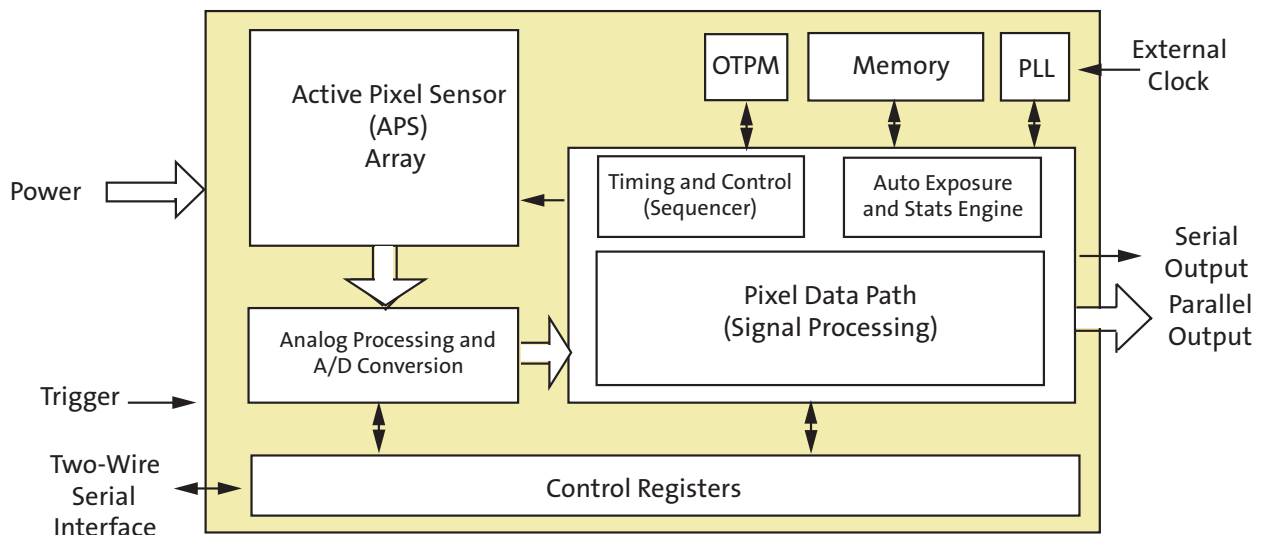 Active Pixel Sensor
(APS)
Array
OTPM
Memory
PLL
External
Clock
Power
Timing and Control
(Sequencer)
Auto Exposure
and Stats Engine
Serial
Output
Pixel Data Path
(Signal Processing)
Parallel
Output
Analog Processing and
A/D Conversion
Trigger
Two-Wire
Serial
Interface
Control Registers